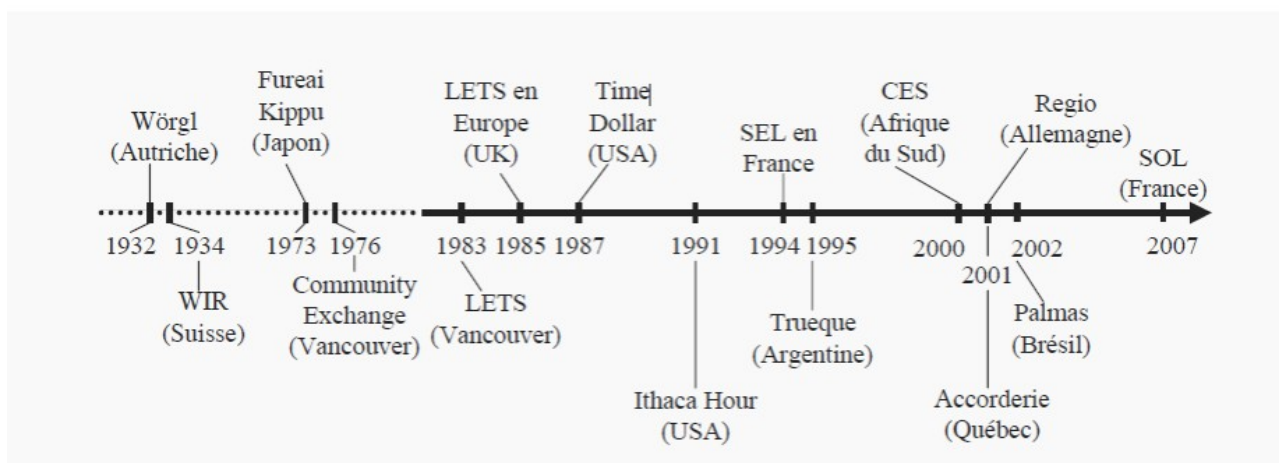 Wörgl
(Autriche)
Fureai
Kippu
(Japon)
LETS en
Europe
(UK)
Time
Dollar
(USA)
SEL en
France
CES
(Afrique
du Sud)
Regio
(Allemagne)
SOL
(France)
1932 1934 1973 1976 1983 1985 1987 1991 1994 1995 2000 2001 2002 2007
WIR
(Suisse)
Community
Exchange
(Vancouver)
LETS
(Vancouver)
Ithaca Hour
(USA)
Trueque
(Argentine)
Accorderie
(Québec)
Palmas
(Brésil)